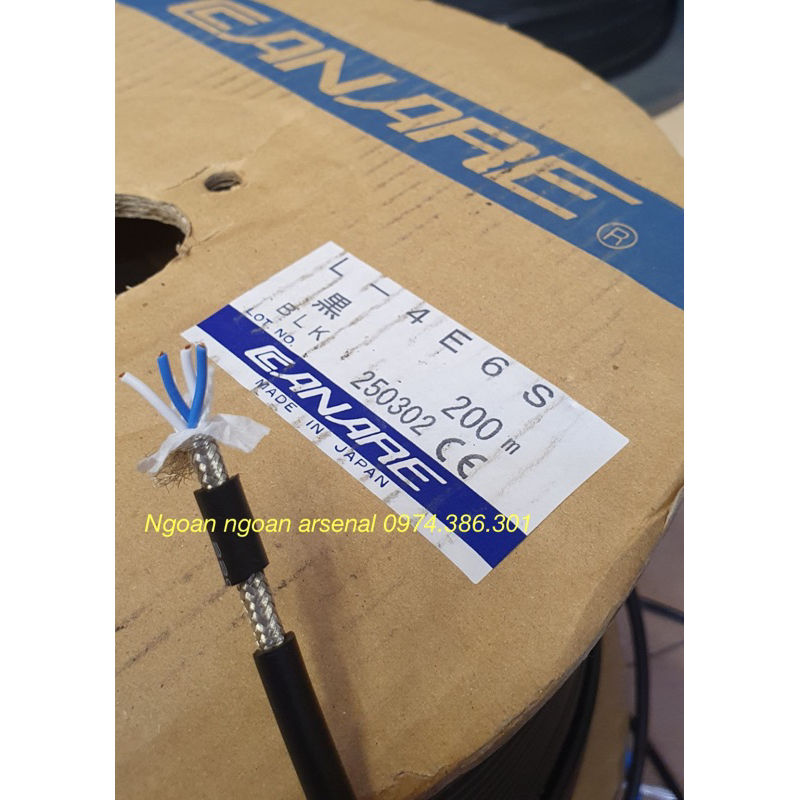 CANARE®
L-4E6S
黒
BLK 200m
LOT. NO. 250302 CE
CANARE
MADE IN JAPAN
Ngoan ngoan arsenal 0974.386.301